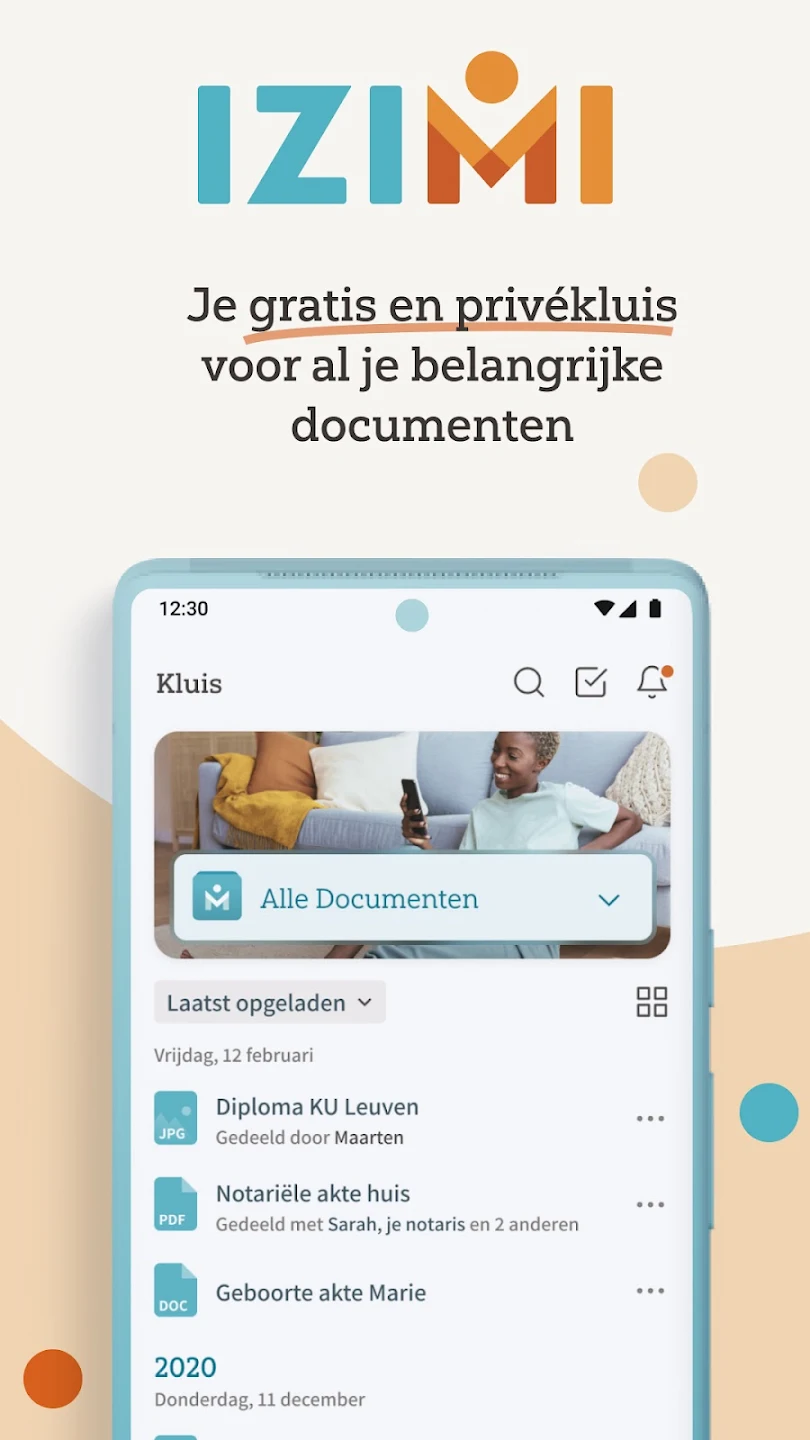 IZIMI
Je gratis en privékluis
voor al je belangrijke
documenten
12:30
Kluis
Alle Documenten
Laatst opgeladen
Vrijdag, 12 februari
JPG
Diploma KU Leuven
Gedeeld door Maarten
PDF
Notariële akte huis
Gedeeld met Sarah, je notaris en 2 anderen
DOC
Geboorte akte Marie
2020
Donderdag, 11 december